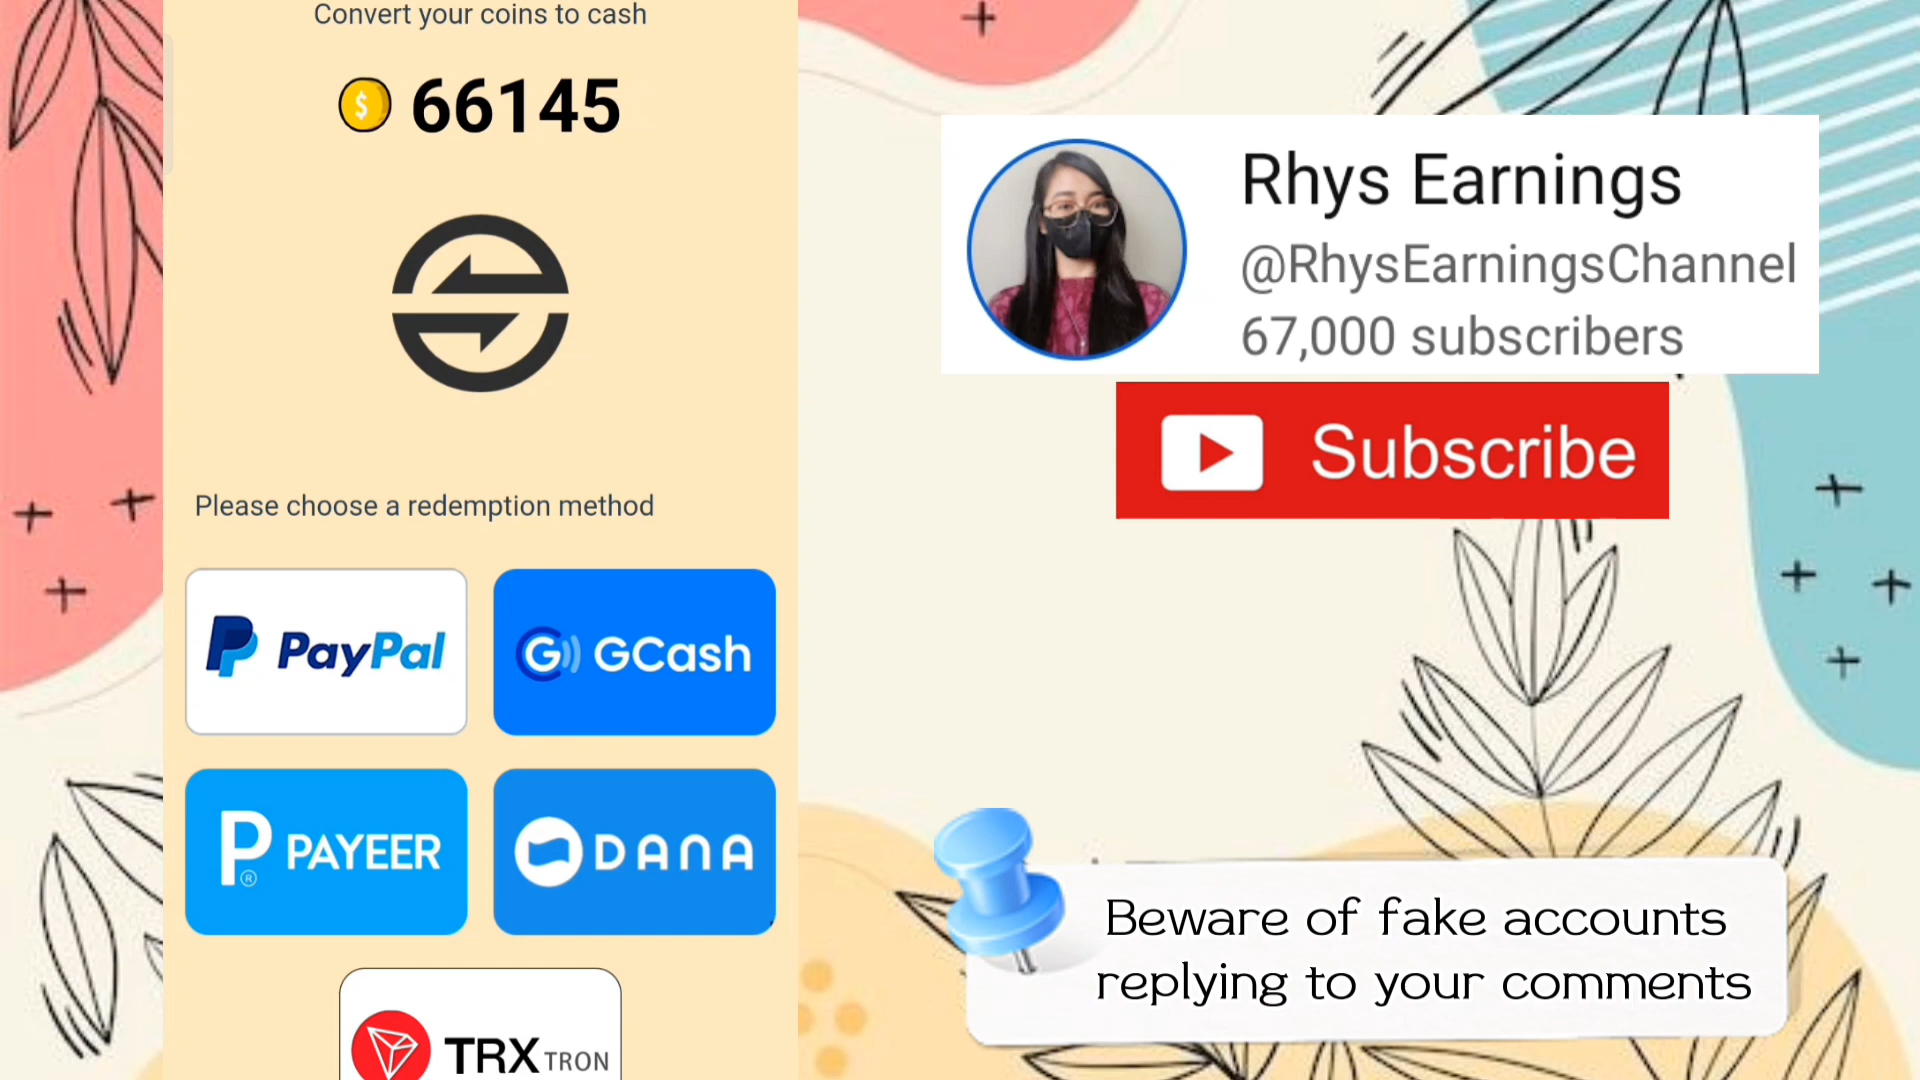 Convert your coins to cash
66145
Please choose a redemption method
PayPal
GCash
PAYEER
DANA
TRX TRON
Rhys Earnings
@RhysEarningsChannel
67,000 subscribers
Subscribe
Beware of fake accounts
replying to your comments